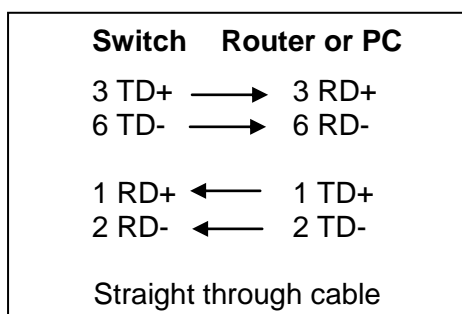 Switch Router or PC
3 TD+ 3 RD+
6 TD- 6 RD-
1 RD+ 1 TD+
2 RD- 2 TD-
Straight through cable